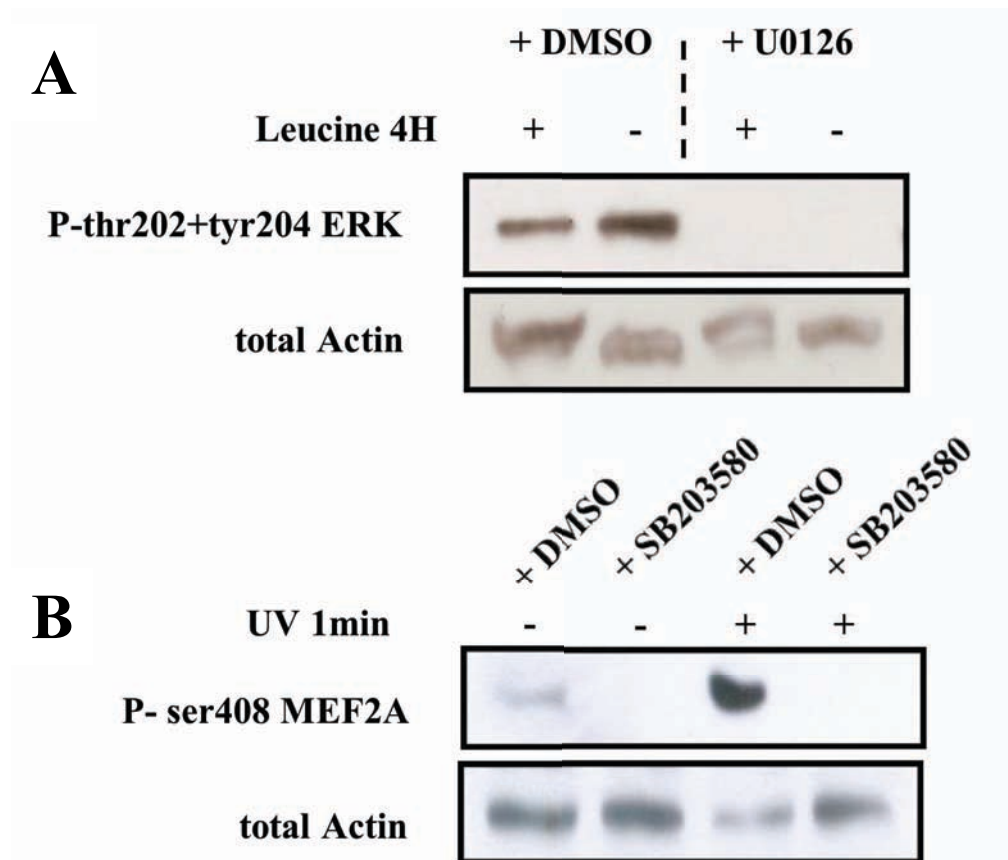 A
+ DMSO + U0126
Leucine 4H + - + -
P-thr202+tyr204 ERK
total Actin
+ DMSO + SB203580 + DMSO + SB203580
B
UV 1min - - + +
P- ser408 MEF2A
total Actin